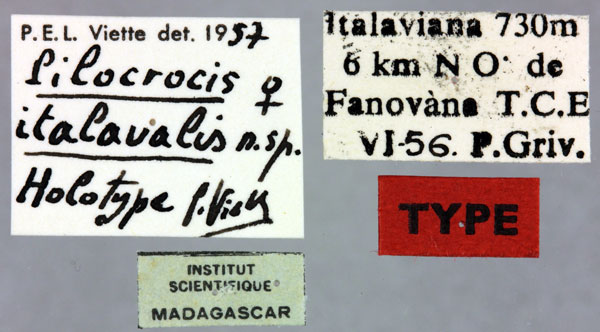 P.E.L. Viette det. 1957
Pilocrocis ♀
italavalis n.sp.
Holotype P. Viette
Italaviana 730m
6 km N O. de
Fanovàna T.C.E
VI-56. P.Griv.
TYPE
INSTITUT
SCIENTIFIQUE
MADAGASCAR